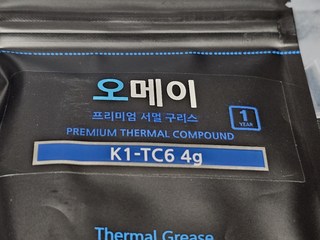 오메이
프리미엄 서멀 구리스
1
YEAR
PREMIUM THERMAL COMPOUND
K1-TC6 4g
Thermal Grease